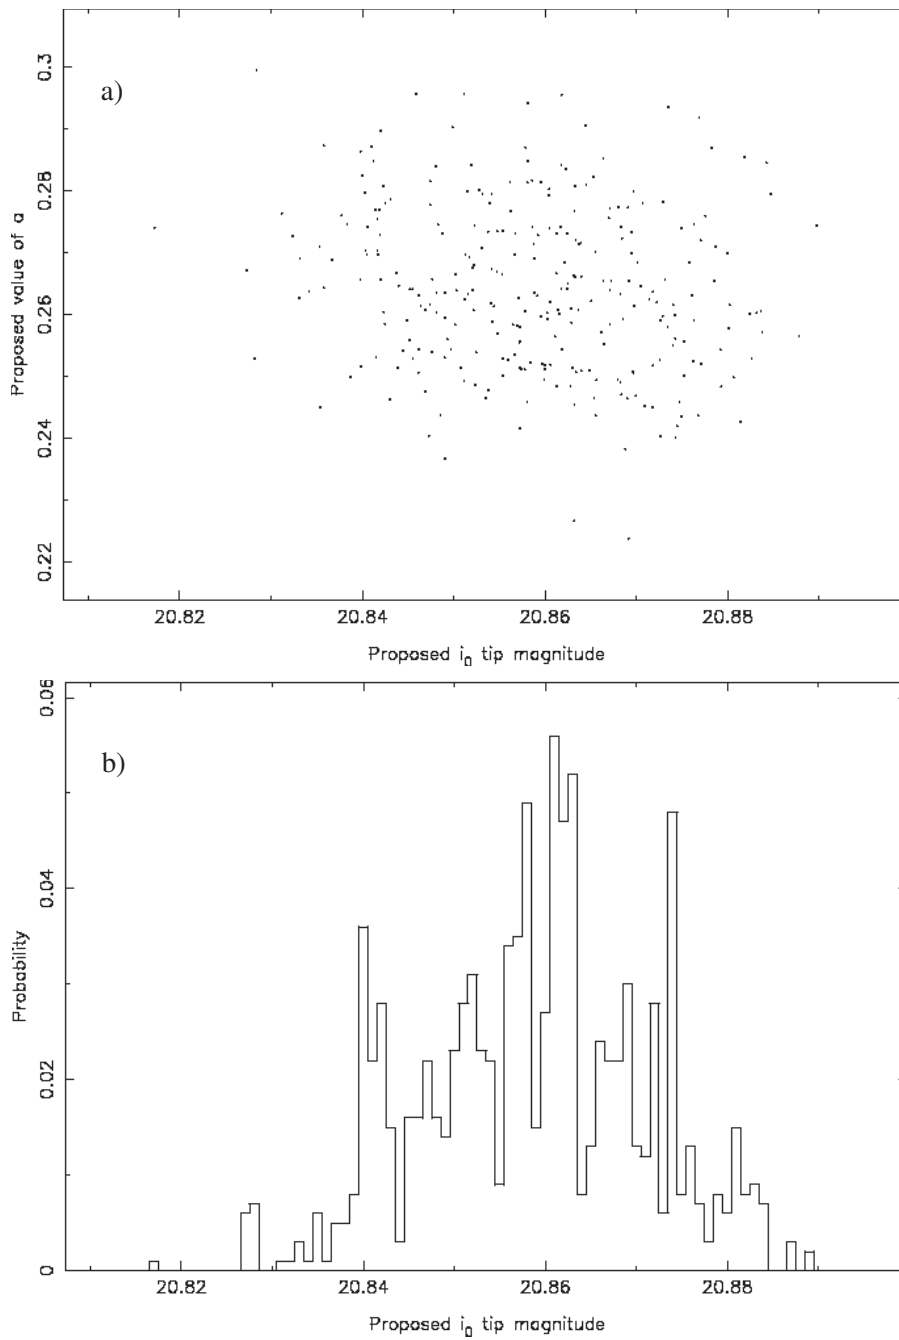 a)
0.3
0.28
0.26
0.24
0.22
Proposed value of a
20.82 20.84 20.86 20.88
Proposed i0 tip magnitude
b)
0.06
0.04
0.02
0
Probability
20.82 20.84 20.86 20.88
Proposed i0 tip magnitude